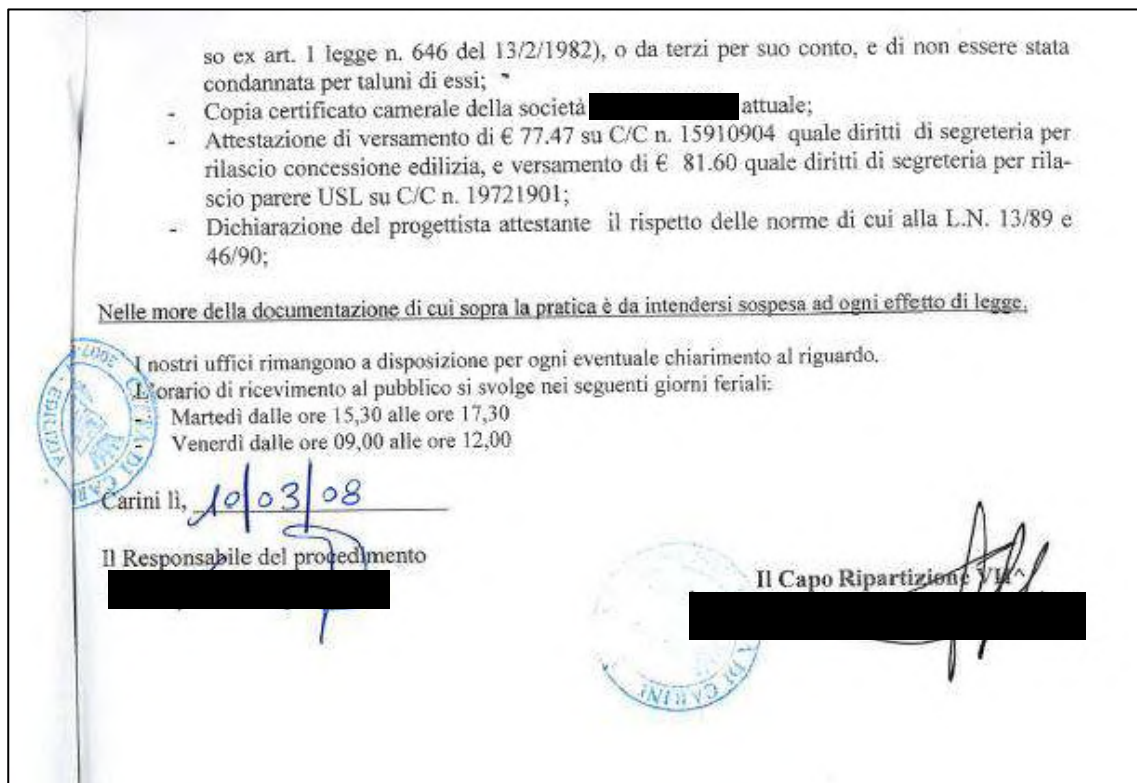 so ex art. 1 legge n. 646 del 13/2/1982), o da terzi per suo conto, e di non essere stata
condannata per taluni di essi;
- Copia certificato camerale della società attuale;
- Attestazione di versamento di € 77.47 su C/C n. 15910904 quale diritti di segreteria per
rilascio concessione edilizia, e versamento di € 81.60 quale diritti di segreteria per rila-
scio parere USL su C/C n. 19721901;
- Dichiarazione del progettista attestante il rispetto delle norme di cui alla L.N. 13/89 e
46/90;
Nelle more della documentazione di cui sopra la pratica è da intendersi sospesa ad ogni effetto di legge.
I nostri uffici rimangono a disposizione per ogni eventuale chiarimento al riguardo.
L'orario di ricevimento al pubblico si svolge nei seguenti giorni feriali:
Martedì dalle ore 15,30 alle ore 17,30
Venerdì dalle ore 09,00 alle ore 12,00
Carini lì, 10/03/08
Il Responsabile del procedimento
Il Capo Ripartizione VII^
CITTA DI CARI
EDILIZI
A DI CARINI